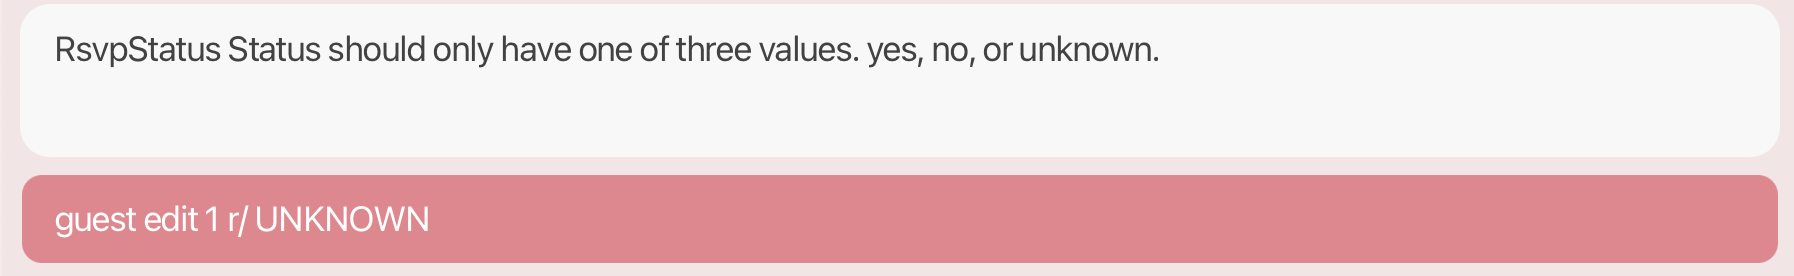 RsvpStatus Status should only have one of three values. yes, no, or unknown.
guest edit 1 r/ UNKNOWN